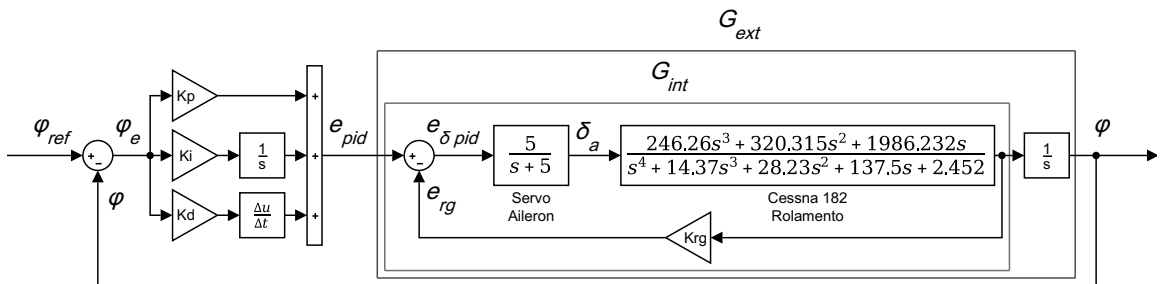 G_ext
G_int
φ_ref
+
-
φ_e
φ
Kp
Ki
1/s
Kd
Δu/Δt
+
+
+
e_pid
+
-
e_δ pid
e_rg
5/(s + 5)
Servo
Aileron
δ_a
246.26s³ + 320.315s² + 1986.232s
s⁴ + 14.37s³ + 28.23s² + 137.5s + 2.452
Cessna 182
Rolamento
Krg
1/s
φ